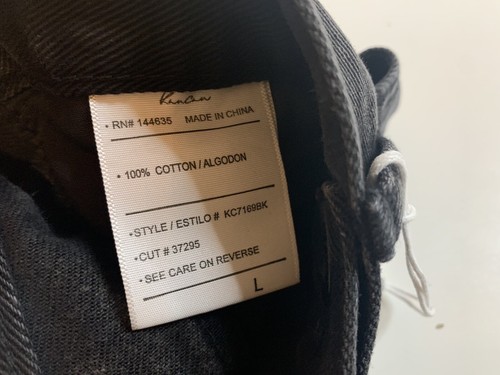 • RN# 144635 MADE IN CHINA
• 100% COTTON / ALGODON
• STYLE / ESTILO # KC7169BK
• CUT # 37295
• SEE CARE ON REVERSE
L